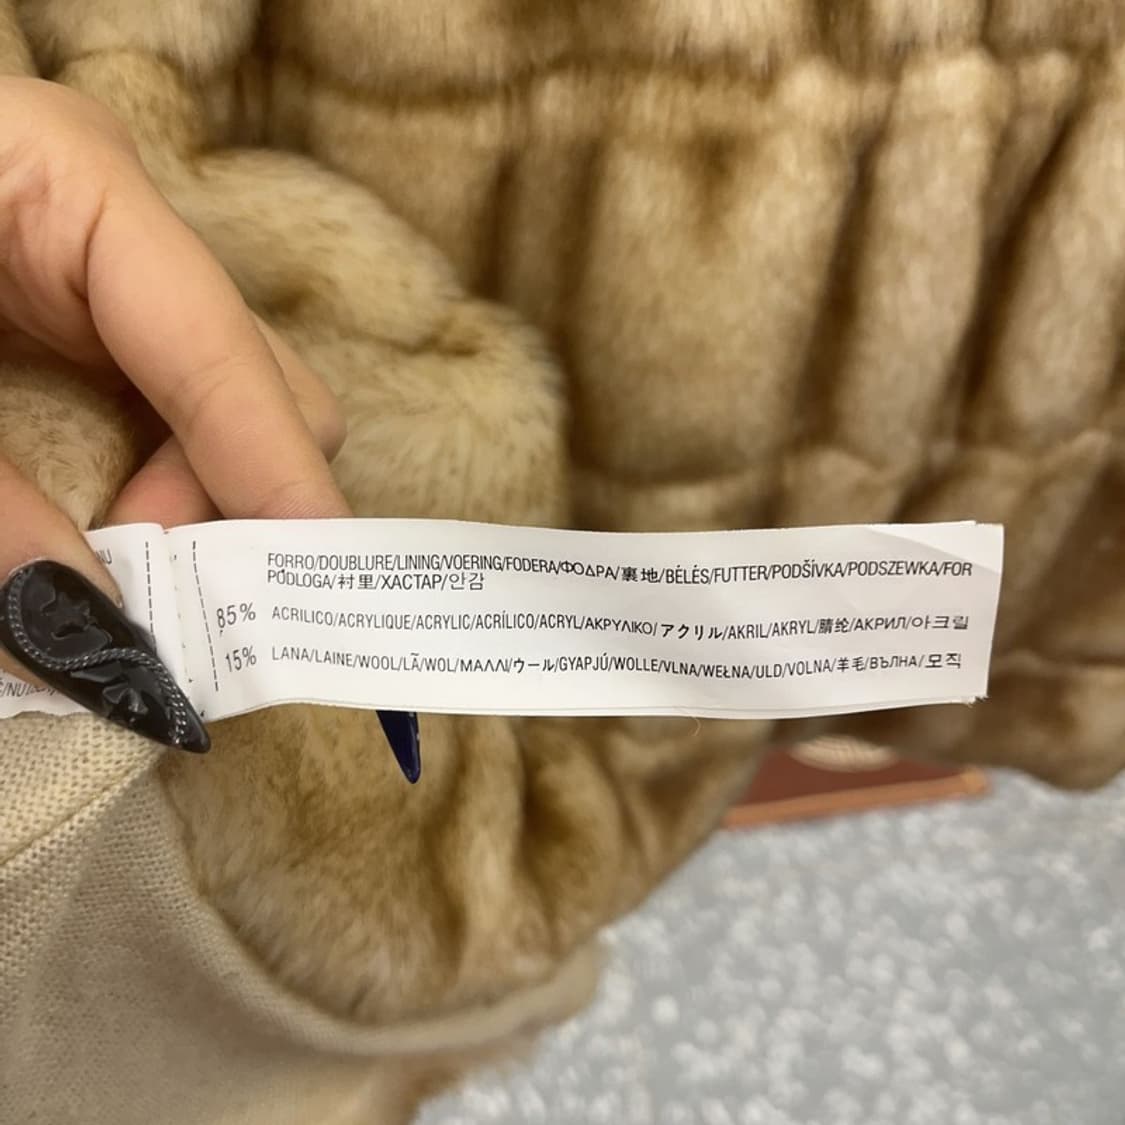 FORRO/DOUBLURE/LINING/VOERING/FODERA/ΦΟΔΡΑ/裏地/BÉLÉS/FUTTER/PODŠÍVKA/PODSZEWKA/FOR
PODLOGA/衬里/ХАСТАР/안감
85% ACRILICO/ACRYLIQUE/ACRYLIC/ACRÍLICO/ACRYL/ΑΚΡΥΛΙΚΟ/アクリル/AKRIL/AKRYL/腈纶/АКРИЛ/아크릴
15% LANA/LAINE/WOOL/LÃ/WOL/ΜΑΛΛΙ/ウール/GYAPJÚ/WOLLE/VLNA/WEŁNA/ULD/VOLNA/羊毛/ВЪЛНА/모직